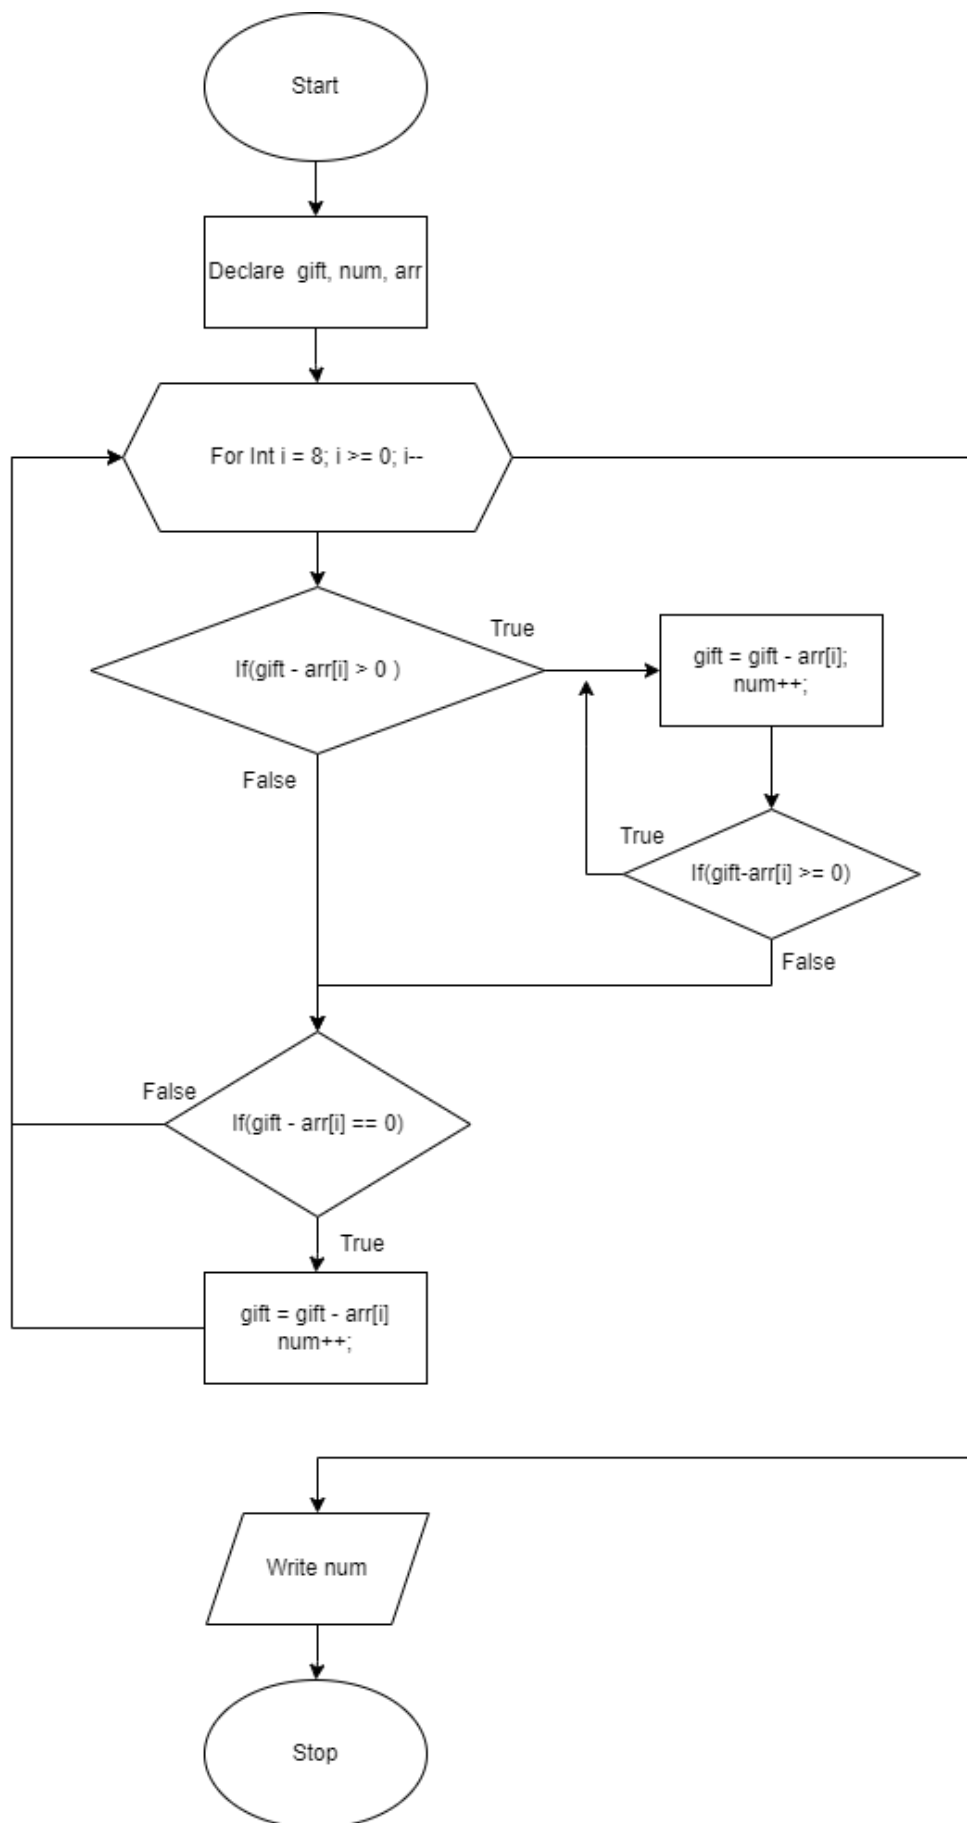 Start
Declare  gift, num, arr
For Int i = 8; i >= 0; i--
If(gift - arr[i] > 0 )
True
gift = gift - arr[i];
num++;
False
True
If(gift-arr[i] >= 0)
False
False
If(gift - arr[i] == 0)
True
gift = gift - arr[i]
num++;
Write num
Stop